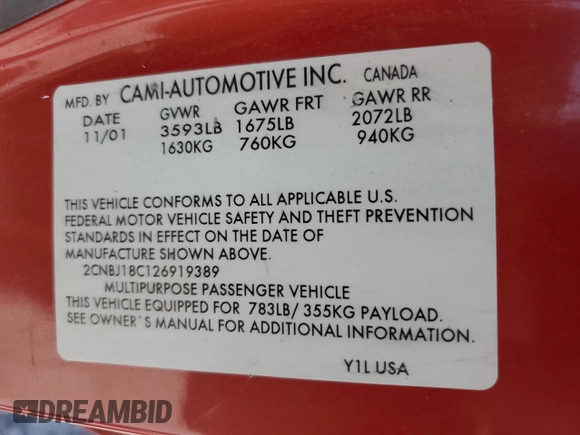 MFD. BY CAMI-AUTOMOTIVE INC. CANADA
DATE GVWR GAWR FRT GAWR RR
11/01 3593LB 1675LB 2072LB
1630KG 760KG 940KG
THIS VEHICLE CONFORMS TO ALL APPLICABLE U.S.
FEDERAL MOTOR VEHICLE SAFETY AND THEFT PREVENTION
STANDARDS IN EFFECT ON THE DATE OF
MANUFACTURE SHOWN ABOVE.
2CNBJ18C126919389
MULTIPURPOSE PASSENGER VEHICLE
THIS VEHICLE EQUIPPED FOR 783LB/ 355KG PAYLOAD.
SEE OWNER`S MANUAL FOR ADDITIONAL INFORMATION.
Y1L USA
DREAMBID